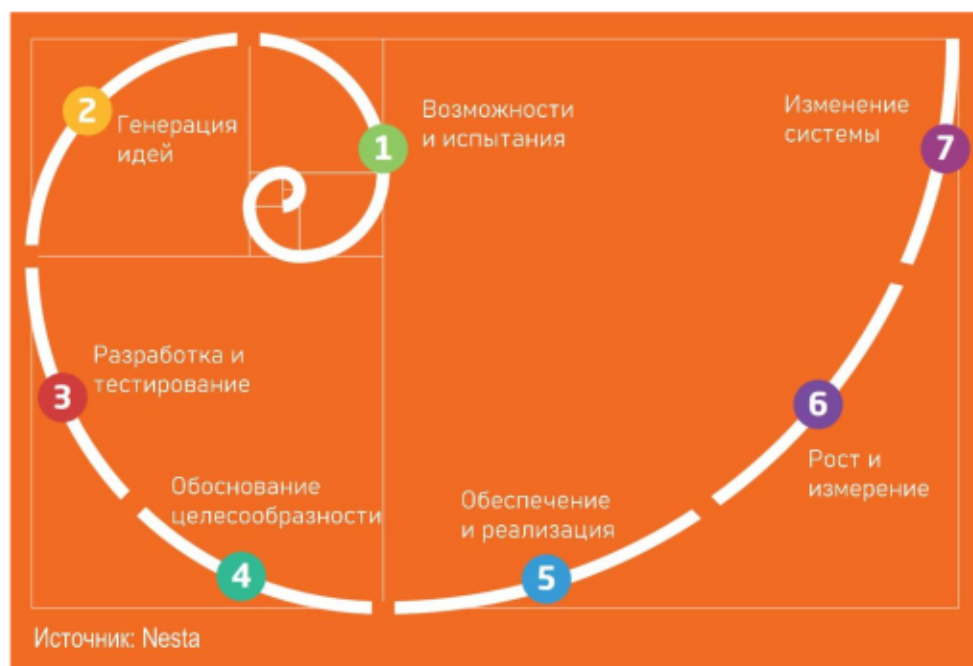 1
Возможности
и испытания
2
Генерация
идей
3
Разработка и
тестирование
4
Обоснование
целесообразности
5
Обеспечение
и реализация
6
Рост и
измерение
7
Изменение
системы
Источник: Nesta